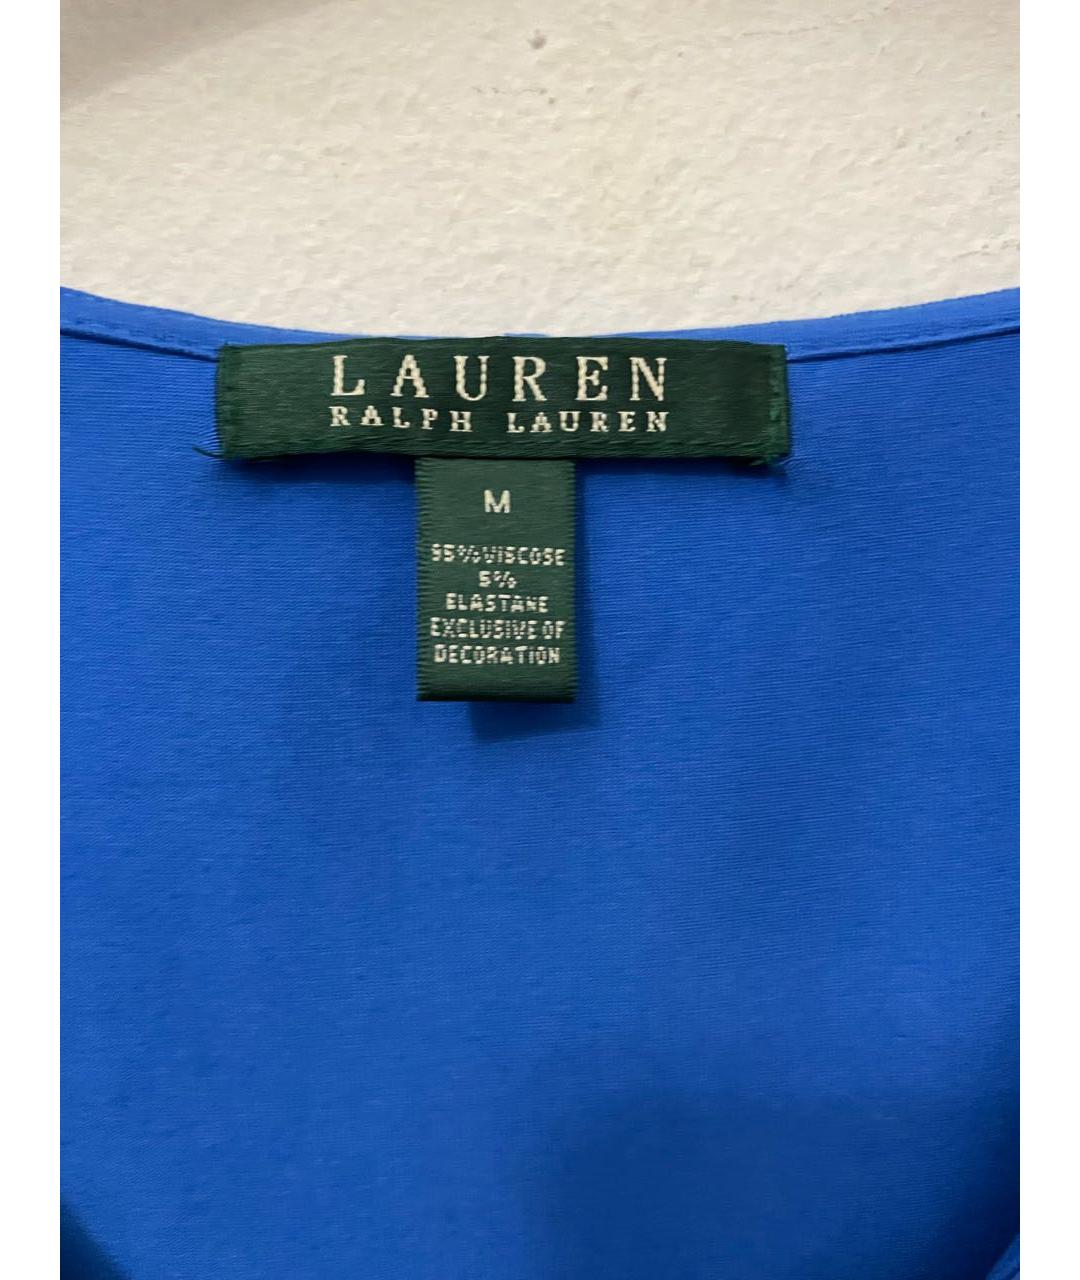 LAUREN
RALPH LAUREN
M
95% VISCOSE
5%
ELASTANE
EXCLUSIVE OF
DECORATION